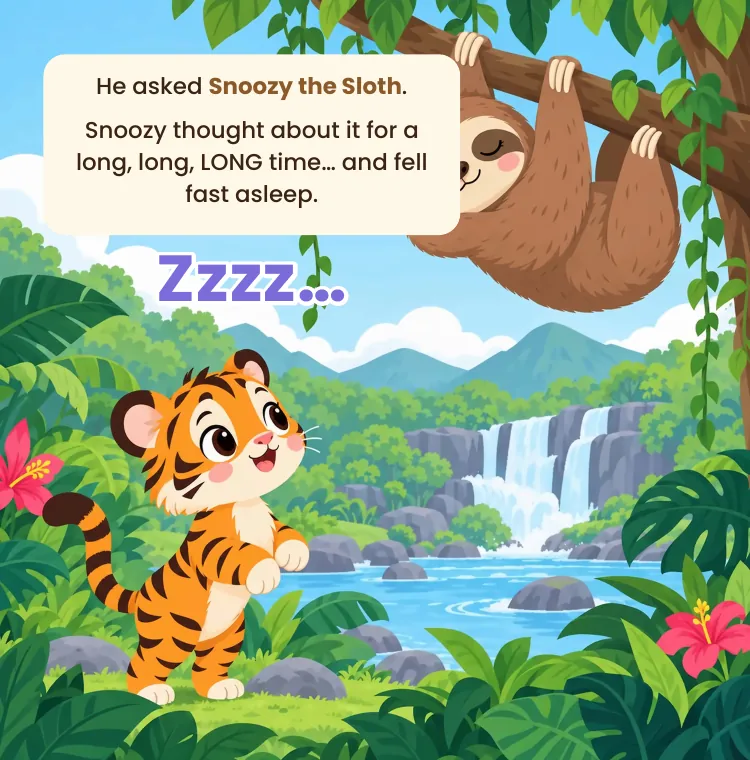 He asked Snoozy the Sloth.
Snoozy thought about it for a
long, long, LONG time... and fell
fast asleep.
Zzzz...